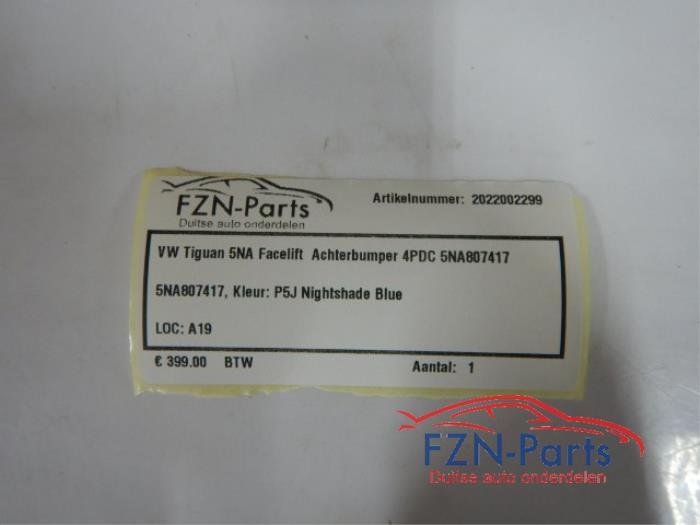 FZN-Parts
Duitse auto onderdelen
Artikelnummer: 2022002299
VW Tiguan 5NA Facelift Achterbumper 4PDC 5NA807417
5NA807417, Kleur: P5J Nightshade Blue
LOC: A19
€ 399.00 BTW
Aantal: 1
FZN-Parts
Duitse auto onderdelen